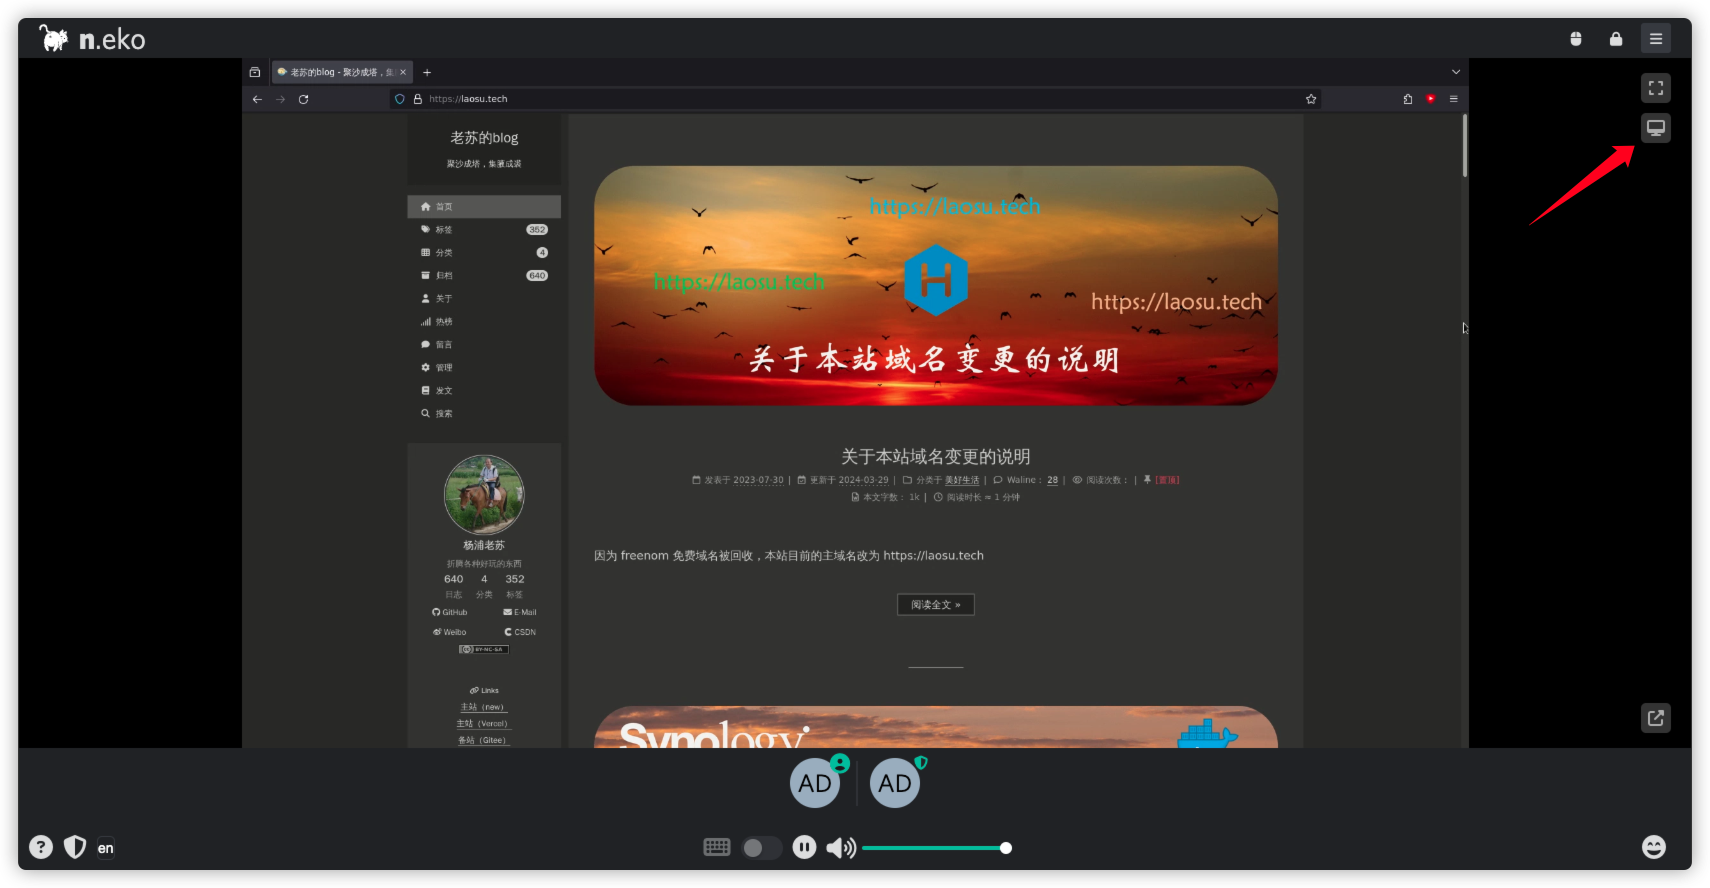 n.eko
老苏的blog - 聚沙成塔，集
https://laosu.tech
老苏的blog
聚沙成塔，集腋成裘
首页
标签 352
分类 4
归档 640
关于
热榜
留言
管理
发文
搜索
杨浦老苏
折腾各种好玩的东西
640 4 352
日志 分类 标签
GitHub E-Mail
Weibo CSDN
BY-NC-SA
Links
主站（new）
主站（Vercel）
备站（Gitee）
https://laosu.tech
https://laosu.tech
https://laosu.tech
H
关于本站域名变更的说明
关于本站域名变更的说明
发表于 2023-07-30 | 更新于 2024-03-29 | 分类于 美好生活 | Waline： 28 | 阅读次数： | [置顶]
本文字数： 1k | 阅读时长 ≈ 1 分钟
因为 freenom 免费域名被回收，本站目前的主域名改为 https://laosu.tech
阅读全文 »
Synology
AD AD
en